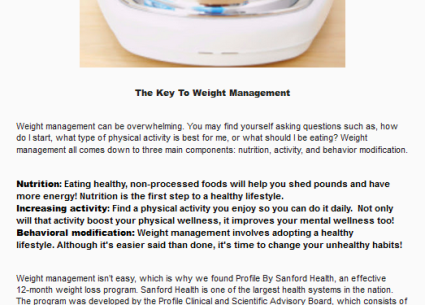 The Key To Weight Management
Weight management can be overwhelming. You may find yourself asking questions such as, how
do I start, what type of physical activity is best for me, or what should I be eating? Weight
management all comes down to three main components: nutrition, activity, and behavior modification.
Nutrition: Eating healthy, non-processed foods will help you shed pounds and have
more energy! Nutrition is the first step to a healthy lifestyle.
Increasing activity: Find a physical activity you enjoy so you can do it daily. Not only
will that activity boost your physical wellness, it improves your mental wellness too!
Behavioral modification: Weight management involves adopting a healthy
lifestyle. Although it's easier said than done, it's time to change your unhealthy habits!
Weight management isn't easy, which is why we found Profile By Sanford Health, an effective
12-month weight loss program. Sanford Health is one of the largest health systems in the nation.
The program was developed by the Profile Clinical and Scientific Advisory Board, which consists of